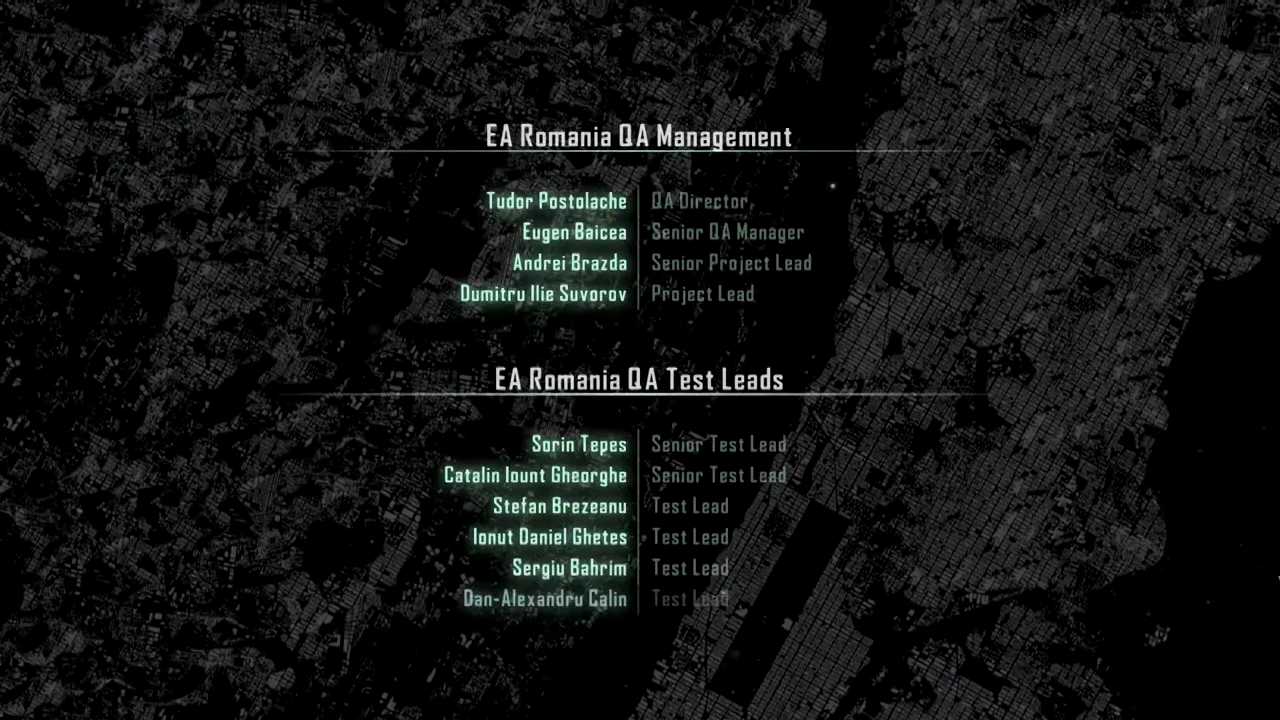 EA Romania QA Management
Tudor Postolache QA Director
Eugen Baicea Senior QA Manager
Andrei Brazda Senior Project Lead
Dumitru Ilie Suvorov Project Lead
EA Romania QA Test Leads
Sorin Tepes Senior Test Lead
Catalin Iount Gheorghe Senior Test Lead
Stefan Brezeanu Test Lead
Ionut Daniel Ghetes Test Lead
Sergiu Bahrim Test Lead
Dan-Alexandru Calin Test Lead